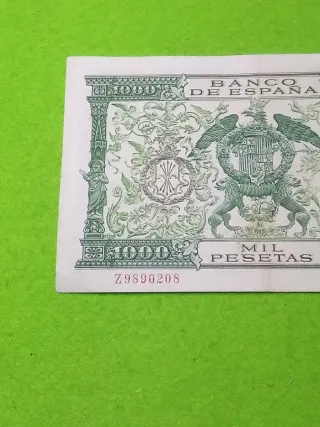 1000
BANCO
DE ESPAÑA
1000
MIL
PESETAS
Z9890208